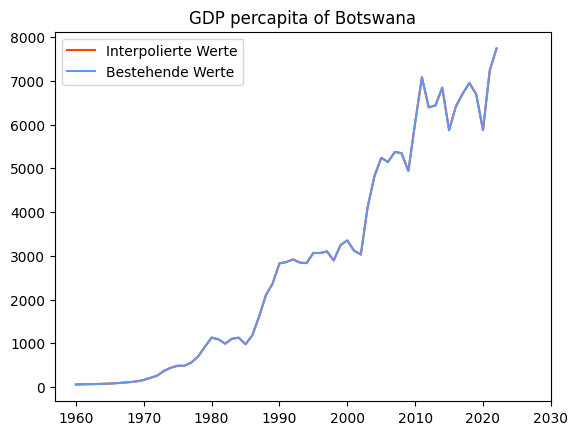 GDP percapita of Botswana
Interpolierte Werte
Bestehende Werte
8000
7000
6000
5000
4000
3000
2000
1000
0
1960 1970 1980 1990 2000 2010 2020 2030